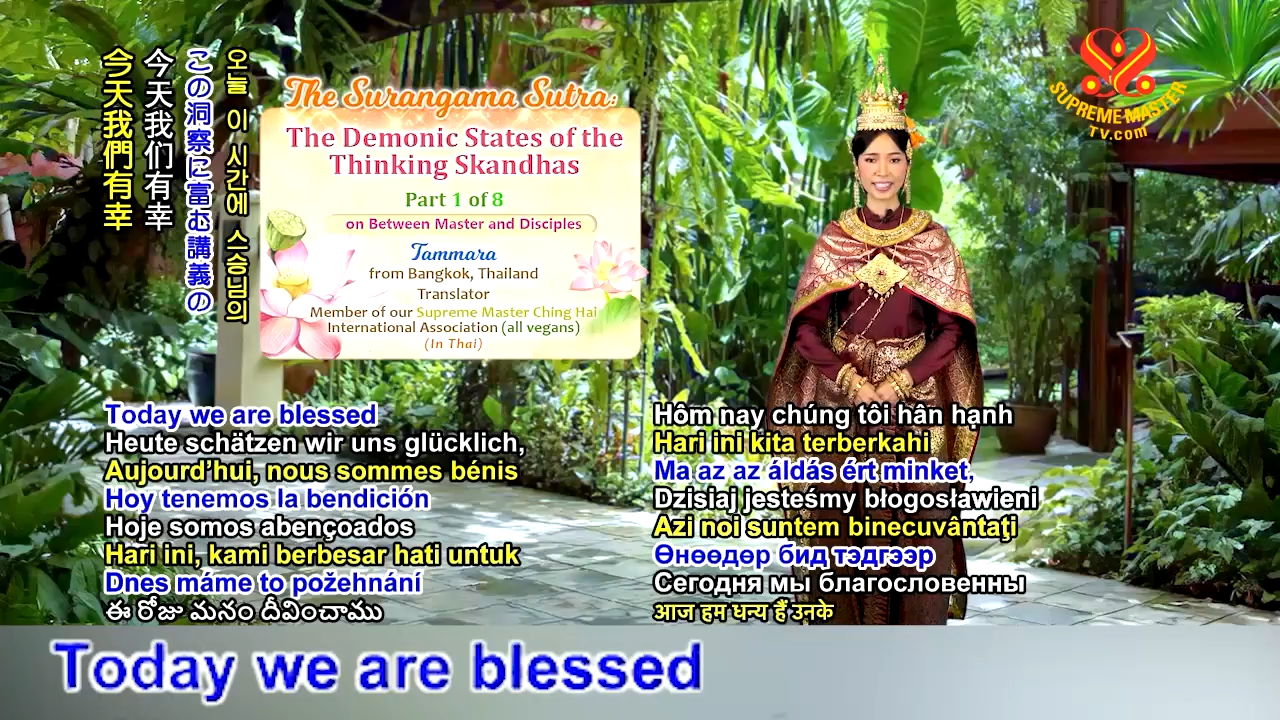 今天我們有幸
今天我们有幸
この洞察に富む講義の
오늘 이 시간에 스승님의
The Surangama Sutra:
The Demonic States of the
Thinking Skandhas
Part 1 of 8
on Between Master and Disciples
Tammara
from Bangkok, Thailand
Translator
Member of our Supreme Master Ching Hai
International Association (all vegans)
(In Thai)
SUPREME MASTER
TV.com
Today we are blessed
Heute schätzen wir uns glücklich,
Aujourd’hui, nous sommes bénis
Hoy tenemos la bendición
Hoje somos abençoados
Hari ini, kami berbesar hati untuk
Dnes máme to požehnání
ఈ రోజు మనం దీవించాము
Hôm nay chúng tôi hân hạnh
Hari ini kita terberkahi
Ma az az áldás ért minket,
Dzisiaj jesteśmy błogosławieni
Azi noi suntem binecuvântaţi
Өнөөдөр бид тэдгээр
Сегодня мы благословенны
आज हम धन्य हैं उनके
Today we are blessed